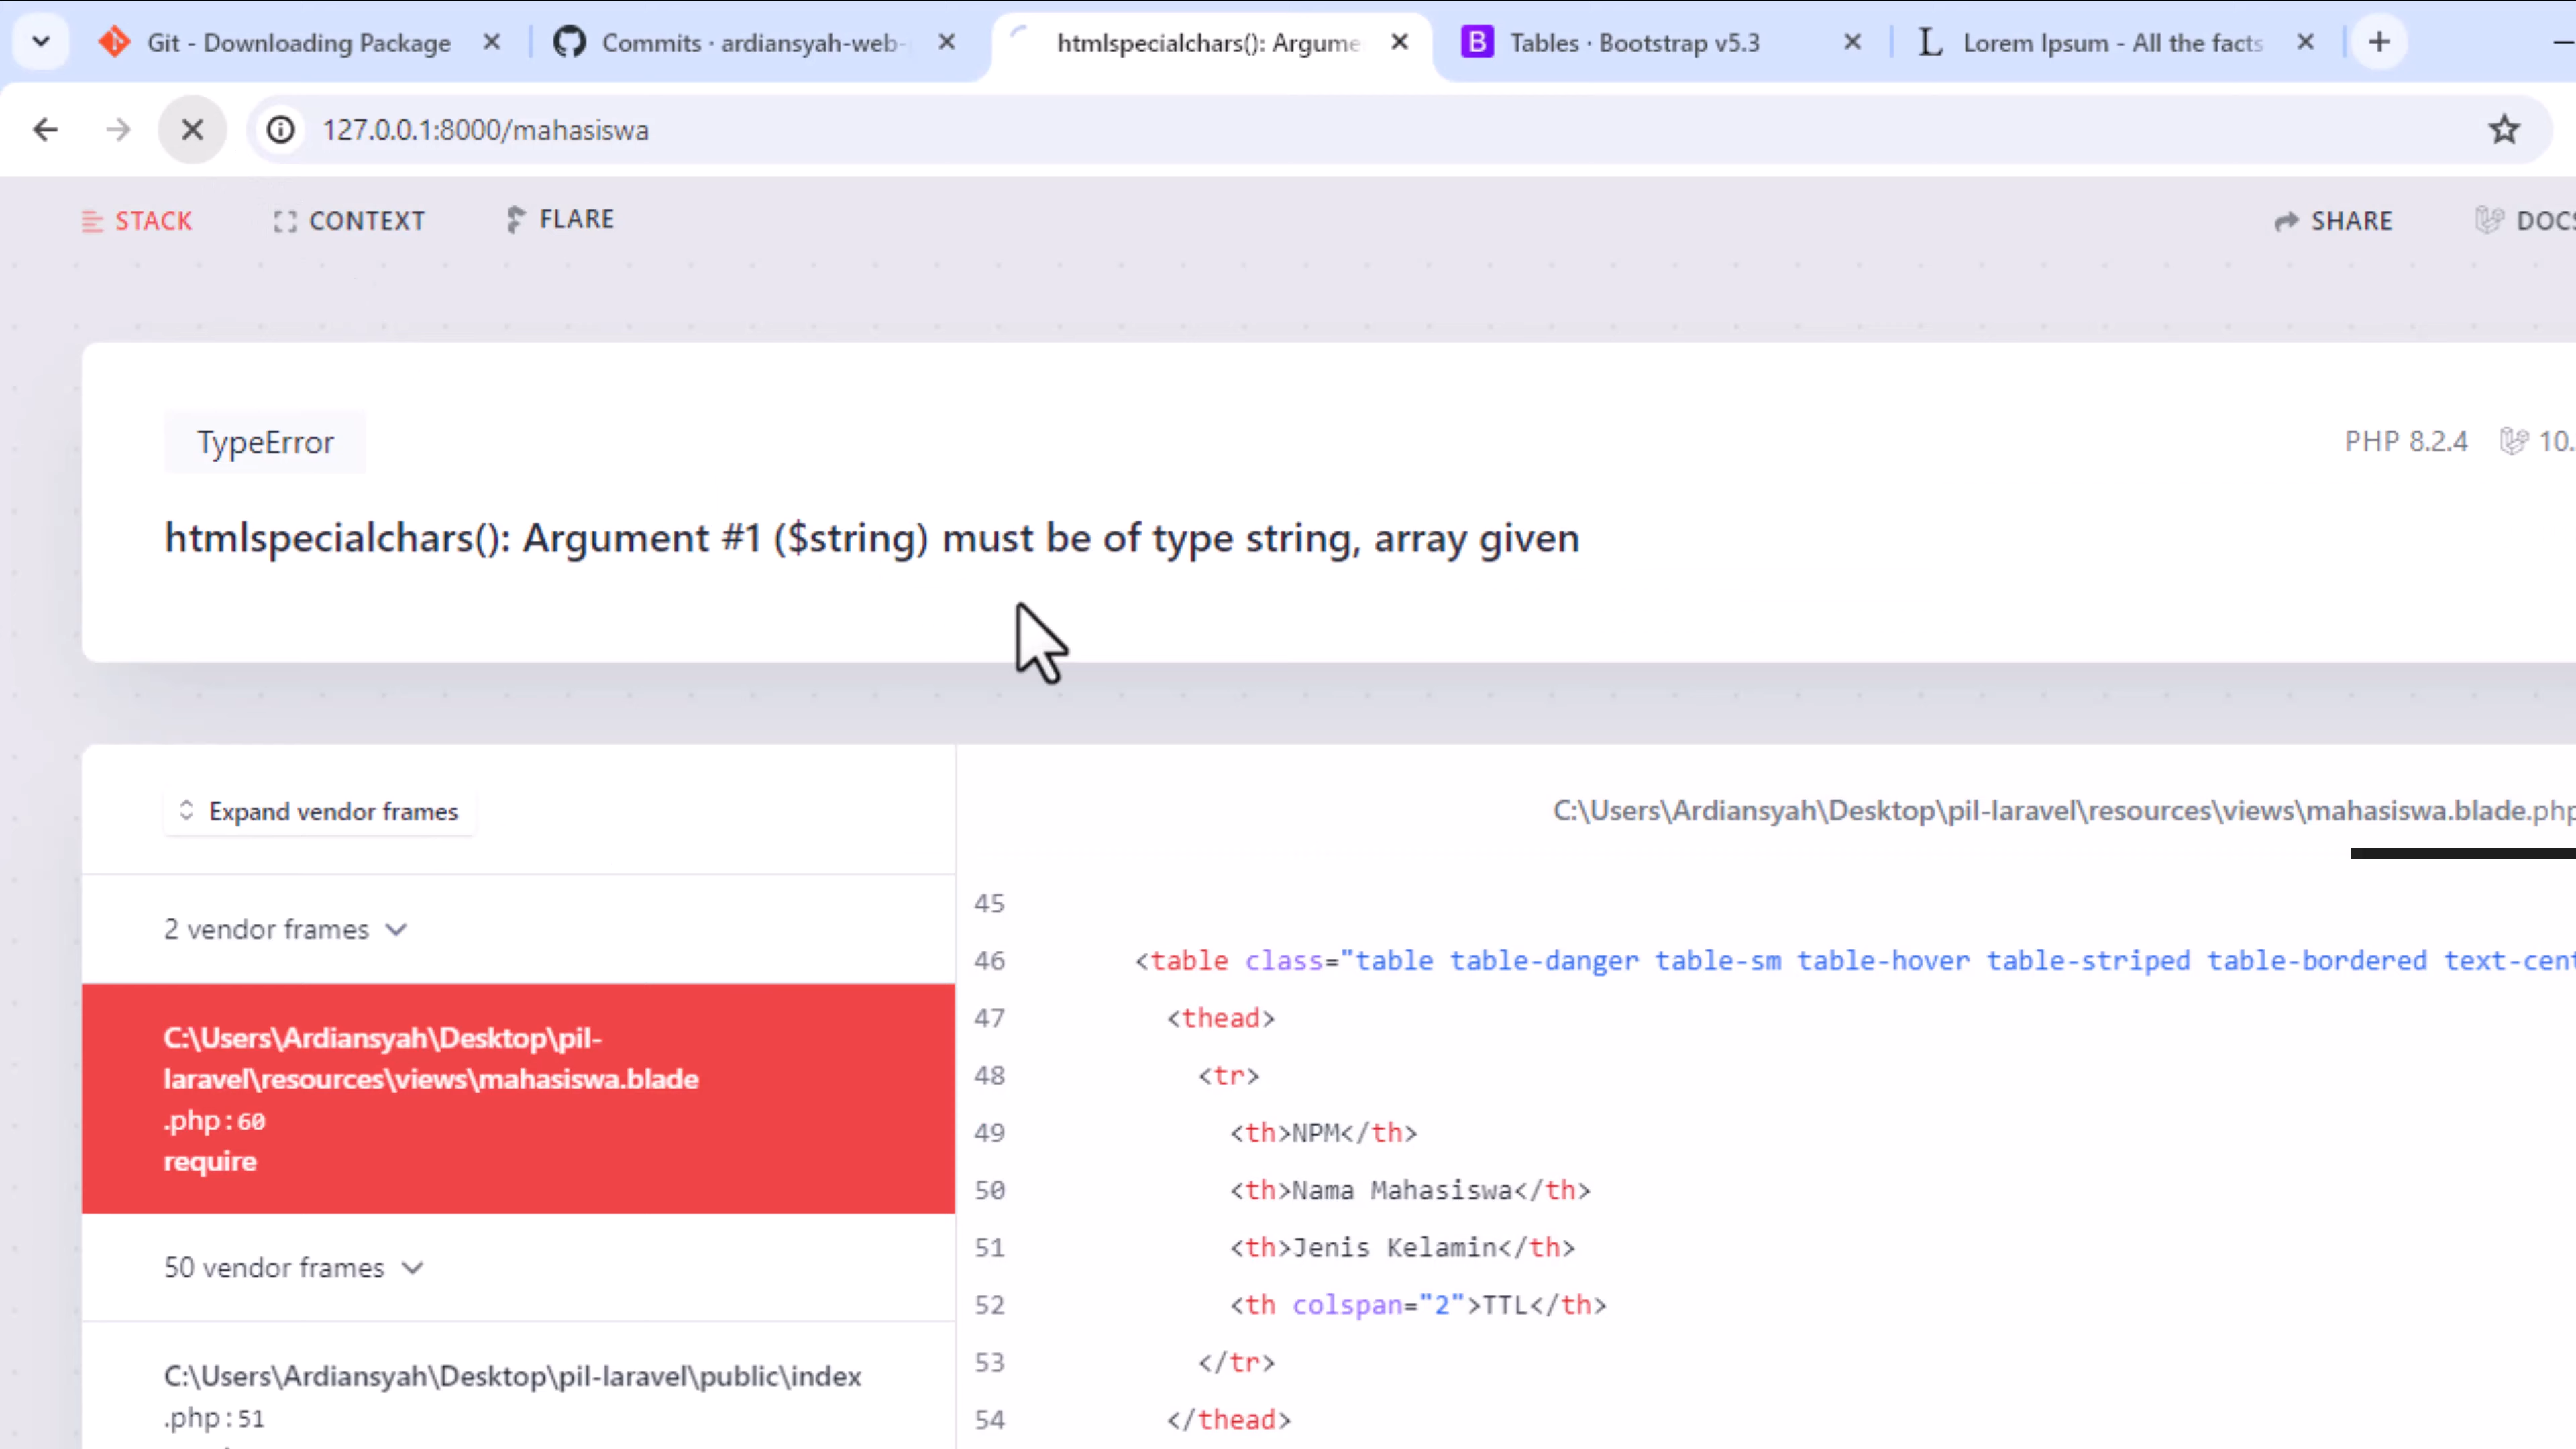 Git - Downloading Package
Commits · ardiansyah-web-
htmlspecialchars(): Argume
Tables · Bootstrap v5.3
Lorem Ipsum - All the facts
127.0.0.1:8000/mahasiswa
STACK
CONTEXT
FLARE
SHARE
DOCS
TypeError
PHP 8.2.4
10.
htmlspecialchars(): Argument #1 ($string) must be of type string, array given
Expand vendor frames
C:\Users\Ardiansyah\Desktop\pil-laravel\resources\views\mahasiswa.blade.php
2 vendor frames
C:\Users\Ardiansyah\Desktop\pil-
laravel\resources\views\mahasiswa.blade
.php:60
require
50 vendor frames
C:\Users\Ardiansyah\Desktop\pil-laravel\public\index
.php:51
45
46 <table class="table table-danger table-sm table-hover table-striped table-bordered text-cent
47 <thead>
48 <tr>
49 <th>NPM</th>
50 <th>Nama Mahasiswa</th>
51 <th>Jenis Kelamin</th>
52 <th colspan="2">TTL</th>
53 </tr>
54 </thead>